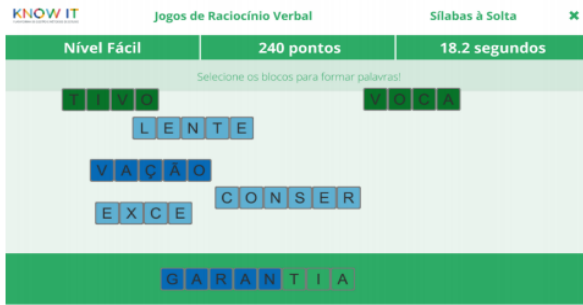 KNOW IT Jogos de Raciocínio Verbal Sílabas à Solta ×
Nível Fácil 240 pontos 18.2 segundos
Selecione os blocos para formar palavras!
TIVO VOCA
LENTE
VAÇÃO
CONSER
EXCE
GARANTIA